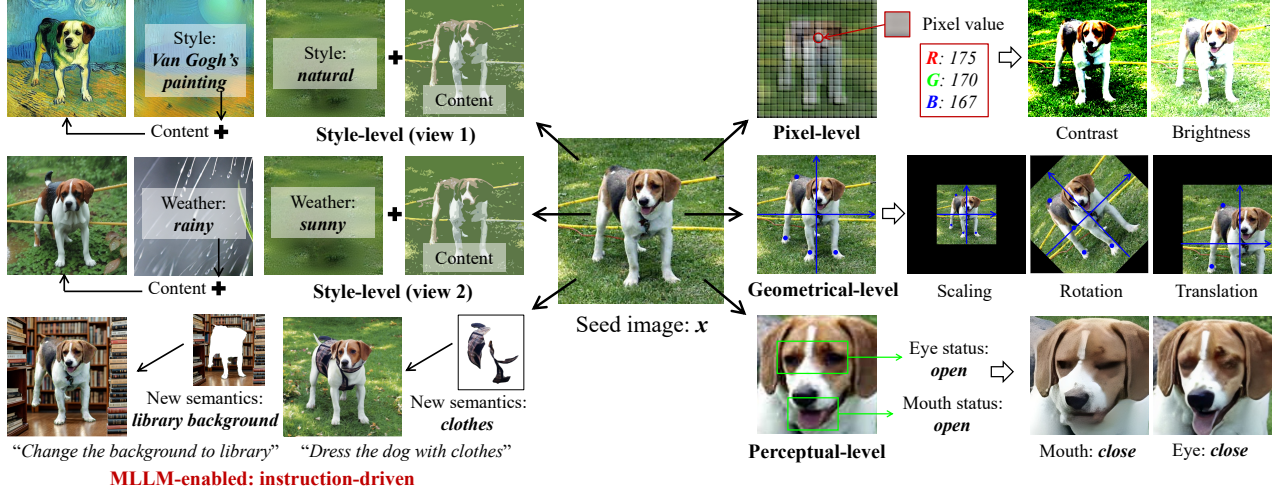 Style:
Van Gogh's
painting
Content +
Style:
natural
+
Content
Style-level (view 1)
Weather:
rainy
Content +
Weather:
sunny
+
Content
Style-level (view 2)
New semantics:
library background
"Change the background to library"
New semantics:
clothes
"Dress the dog with clothes"
MLLM-enabled: instruction-driven
Seed image: x
Pixel value
R: 175
G: 170
B: 167
Pixel-level
Contrast
Brightness
Geometrical-level
Scaling
Rotation
Translation
Eye status:
open
Mouth status:
open
Perceptual-level
Mouth: close
Eye: close